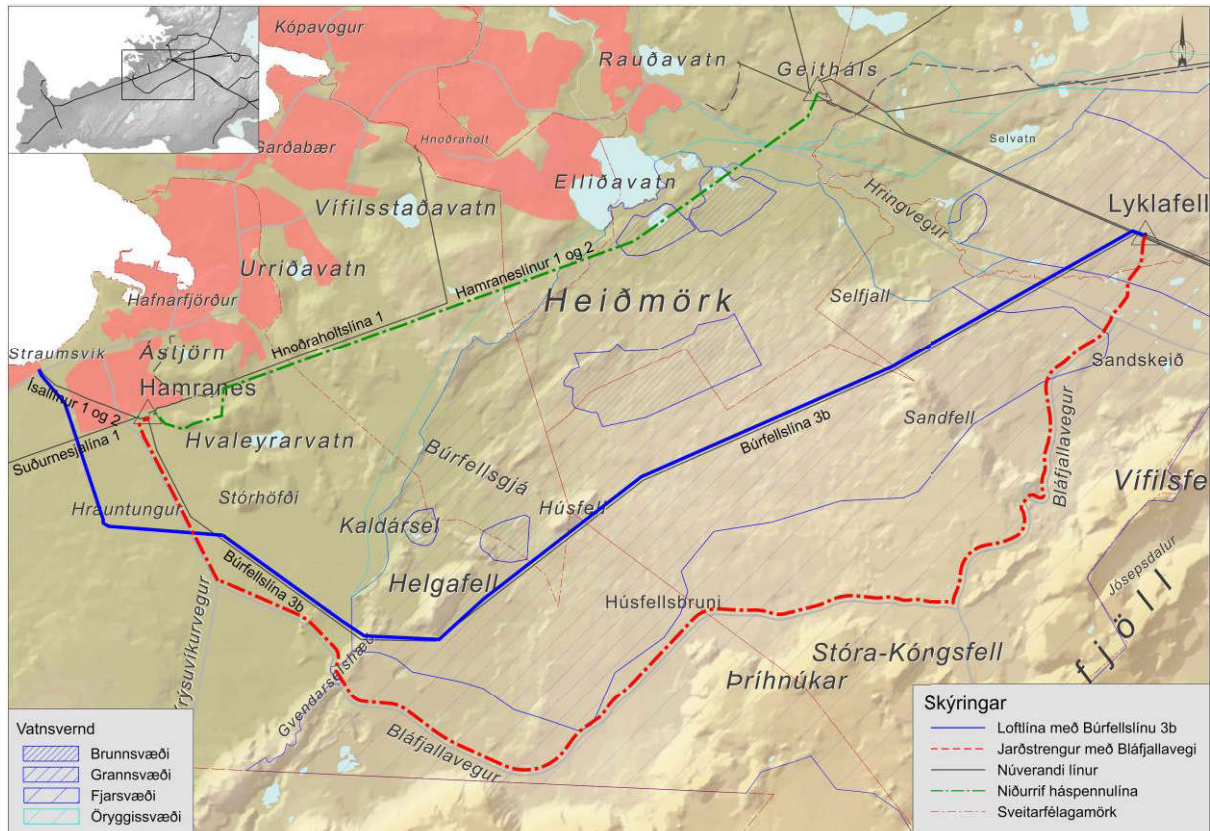 Kópavogur
Rauðavatn
Geitháls
Garðabær
Hnoðraholt
Selvatn
Elliðavatn
Vífilsstaðavatn
Hringvegur
Lyklafell
Urriðavatn
Hamraneslínur 1 og 2
Hafnarfjörður
Heiðmörk
Selfjall
Hnoðraholtslína 1
Straumsvík
Ástjörn
Sandskeið
Ísallínur 1 og 2
Hamranes
Sandfell
Bláfjallavegur
Hvaleyrarvatn
Búrfellslína 3b
Suðurnesjalína 1
Búrfellsgjá
Vífilsfe
Stórhöfði
Hrauntungur
Húsfell
Kaldársel
Jósepsdalur
Helgafell
Búrfellslína 3b
Húsfellsbruni
fjöll
Stóra-Kóngsfell
Þríhnúkar
Gvendarselshæð
Bláfjallavegur
Vatnsvernd
Brunnsvæði
Grannsvæði
Fjarsvæði
Öryggissvæði
Skýringar
Loftlína með Búrfellslínu 3b
Jarðstrengur með Bláfjallavegi
Núverandi línur
Niðurrif háspennulína
Sveitarfélagamörk